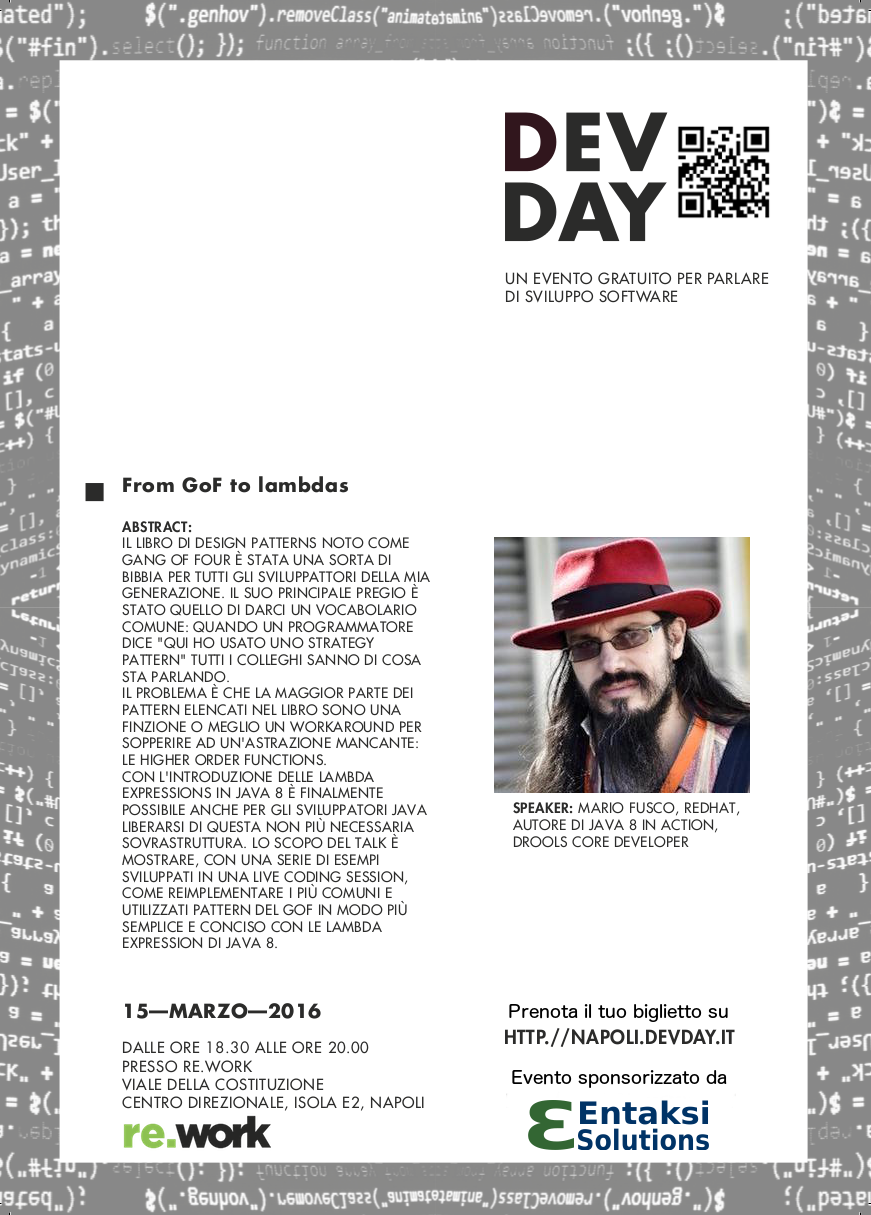 DEV
DAY
UN EVENTO GRATUITO PER PARLARE
DI SVILUPPO SOFTWARE
From GoF to lambdas
ABSTRACT:
IL LIBRO DI DESIGN PATTERNS NOTO COME
GANG OF FOUR È STATA UNA SORTA DI
BIBBIA PER TUTTI GLI SVILUPPATTORI DELLA MIA
GENERAZIONE. IL SUO PRINCIPALE PREGIO È
STATO QUELLO DI DARCI UN VOCABOLARIO
COMUNE: QUANDO UN PROGRAMMATORE
DICE "QUI HO USATO UNO STRATEGY
PATTERN" TUTTI I COLLEGHI SANNO DI COSA
STA PARLANDO.
IL PROBLEMA È CHE LA MAGGIOR PARTE DEI
PATTERN ELENCATI NEL LIBRO SONO UNA
FINZIONE O MEGLIO UN WORKAROUND PER
SOPPERIRE AD UN'ASTRAZIONE MANCANTE:
LE HIGHER ORDER FUNCTIONS.
CON L'INTRODUZIONE DELLE LAMBDA
EXPRESSIONS IN JAVA 8 È FINALMENTE
POSSIBILE ANCHE PER GLI SVILUPPATORI JAVA
LIBERARSI DI QUESTA NON PIÙ NECESSARIA
SOVRASTRUTTURA. LO SCOPO DEL TALK È
MOSTRARE, CON UNA SERIE DI ESEMPI
SVILUPPATI IN UNA LIVE CODING SESSION,
COME REIMPLEMENTARE I PIÙ COMUNI E
UTILIZZATI PATTERN DEL GOF IN MODO PIÙ
SEMPLICE E CONCISO CON LE LAMBDA
EXPRESSION DI JAVA 8.
SPEAKER: MARIO FUSCO, REDHAT,
AUTORE DI JAVA 8 IN ACTION,
DROOLS CORE DEVELOPER
15—MARZO—2016
DALLE ORE 18.30 ALLE ORE 20.00
PRESSO RE.WORK
VIALE DELLA COSTITUZIONE
CENTRO DIREZIONALE, ISOLA E2, NAPOLI
re.work
Prenota il tuo biglietto su
HTTP.//NAPOLI.DEVDAY.IT
Evento sponsorizzato da
Entaksi
Solutions